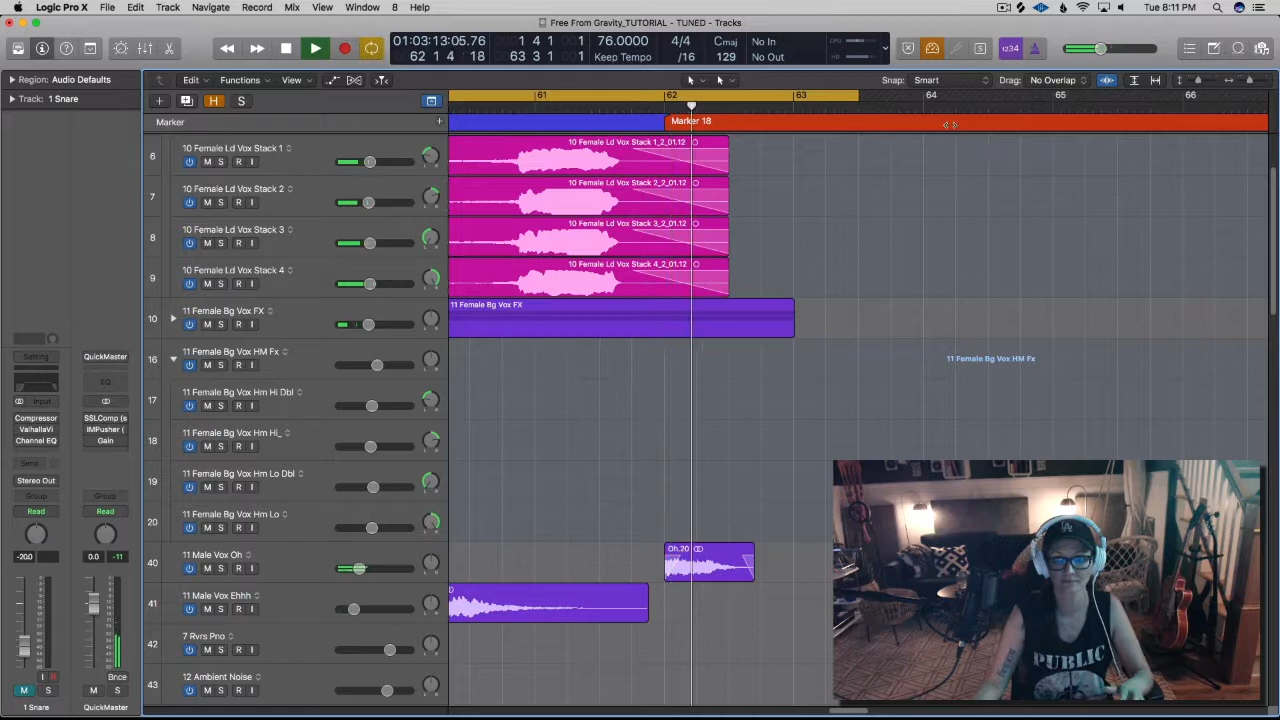 Logic Pro X File Edit Track Navigate Record Mix View Window 8 Help Tue 8:11 PM
Free From Gravity_TUTORIAL - TUNED - Tracks
01:03:13:05.76 1 4 1 76.0000 4/4 Cmaj No In CPU
62 4 1 18 63 3 1 1 Keep Tempo /16 No Out HD
1234
Region: Audio Defaults
Edit Functions View Snap: Smart Drag: No Overlap
Track: 1 Snare
H S 61 62 63 64 65 66
Marker Marker 18
6 10 Female Ld Vox Stack 1 M S R I 10 Female Ld Vox Stack 1_2_01.12
7 10 Female Ld Vox Stack 2 M S R I 10 Female Ld Vox Stack 2_2_01.12
8 10 Female Ld Vox Stack 3 M S R I 10 Female Ld Vox Stack 3_2_01.12
9 10 Female Ld Vox Stack 4 M S R I 10 Female Ld Vox Stack 4_2_01.12
10 11 Female Bg Vox FX M S R I 11 Female Bg Vox FX
16 11 Female Bg Vox HM Fx M S R I 11 Female Bg Vox HM Fx
17 11 Female Bg Vox Hm Hi Dbl M S R I
18 11 Female Bg Vox Hm Hi_ M S R I
19 11 Female Bg Vox Hm Lo Dbl M S R I
20 11 Female Bg Vox Hm Lo M S R I
40 11 Male Vox Oh M S R I Oh.20
41 11 Male Vox Ehhh M S R I
42 7 Rvrs Pno M S R I
43 12 Ambient Noise M S R I
Setting QuickMaster
EQ
Input
Compressor SSLComp (s
ValhallaVi IMPusher (
Channel EQ Gain
Send
Stereo Out
Group Group
Read Read
-20.0 0.0 -11
I R Bnce
M S M S
1 Snare QuickMaster
LA
PUBLIC